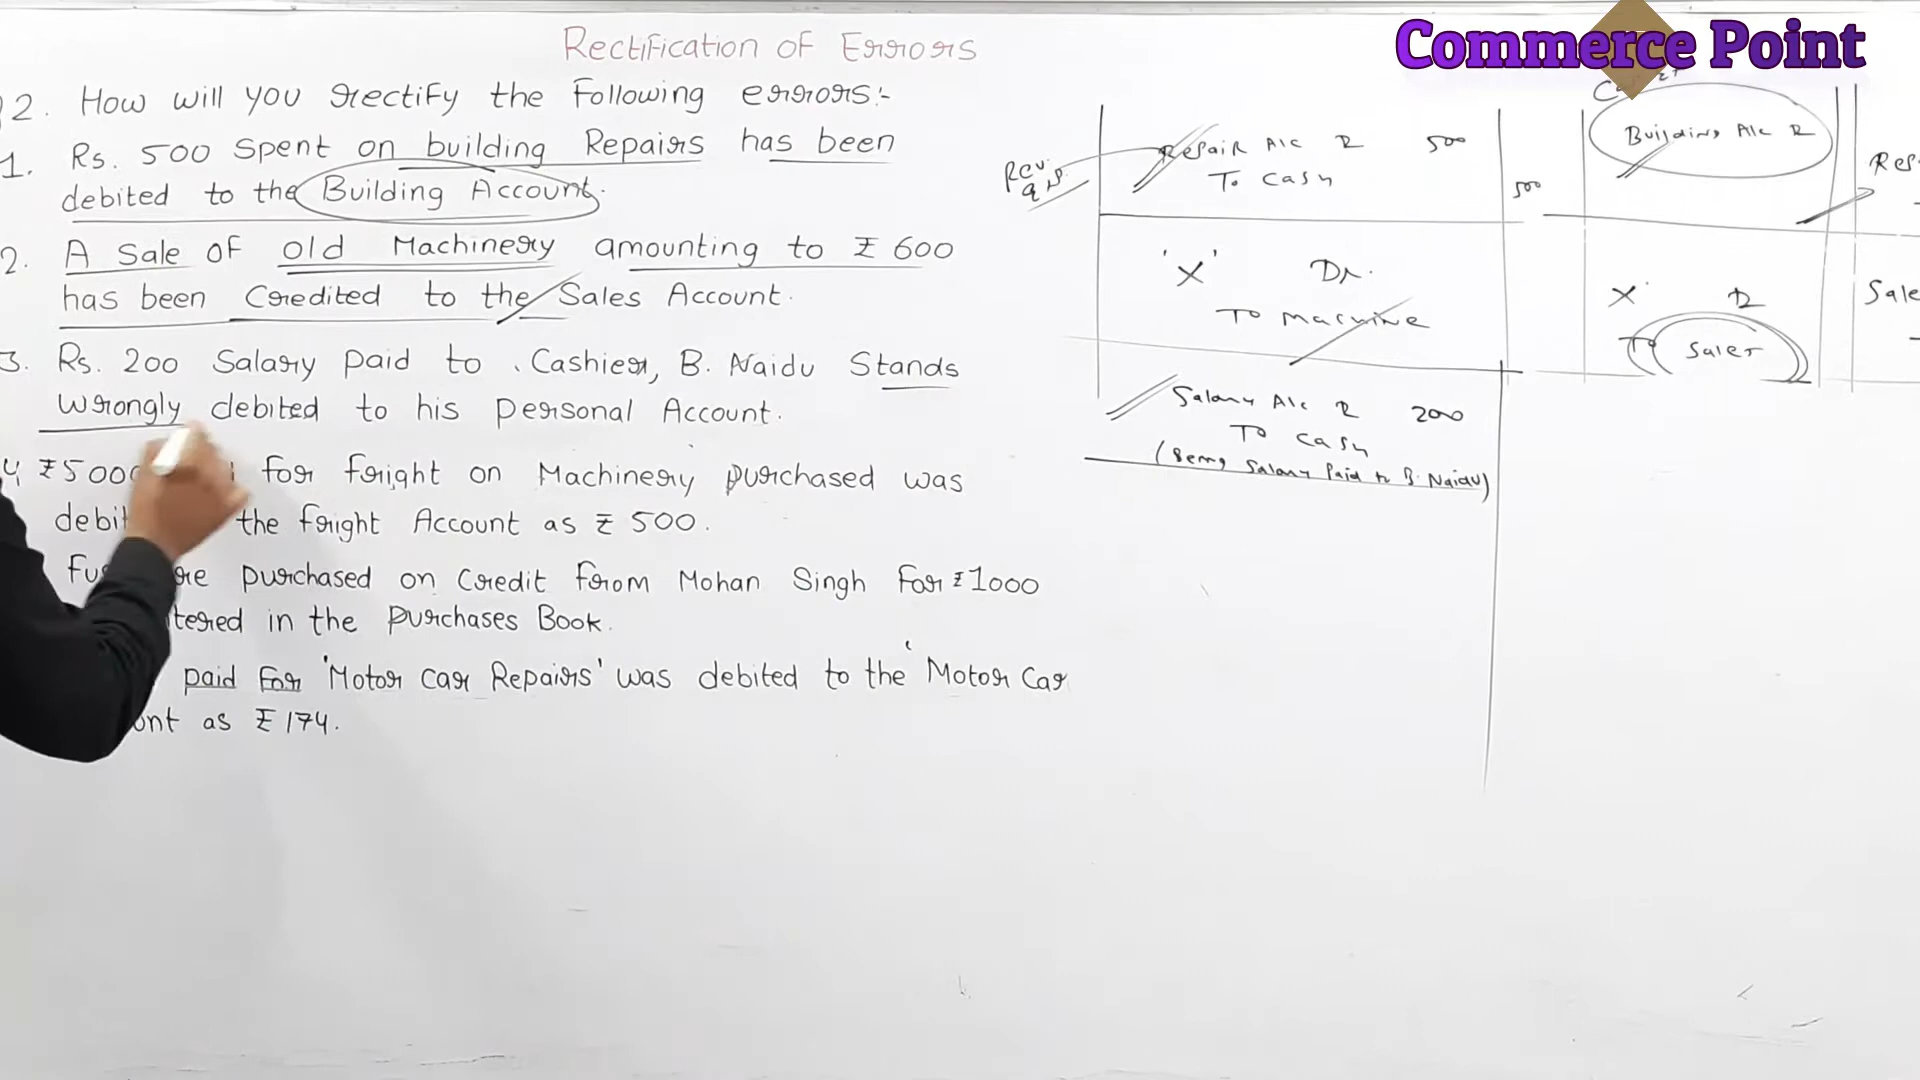 Commerce Point
Rectification of Errors
2. How will you rectify the following errors:-
1. Rs. 500 Spent on building Repairs has been
debited to the Building Account.
2. A Sale of old Machinery amounting to ₹ 600
has been Credited to the Sales Account.
3. Rs. 200 Salary paid to Cashier, B. Naidu Stands
wrongly debited to his personal Account.
4 ₹5000 for fright on Machinery purchased was
the fright Account as ₹ 500.
purchased on Credit from Mohan Singh for ₹1000
in the purchases Book.
paid for 'Motor Car Repairs' was debited to the 'Motor Car
as ₹174.
Repair A/c 500
To Cash
500
'X' Dr.
To Machine
Salary A/c 200
To Cash
(Being Salary Paid to B. Naidu)
Building A/c
X
To Sales